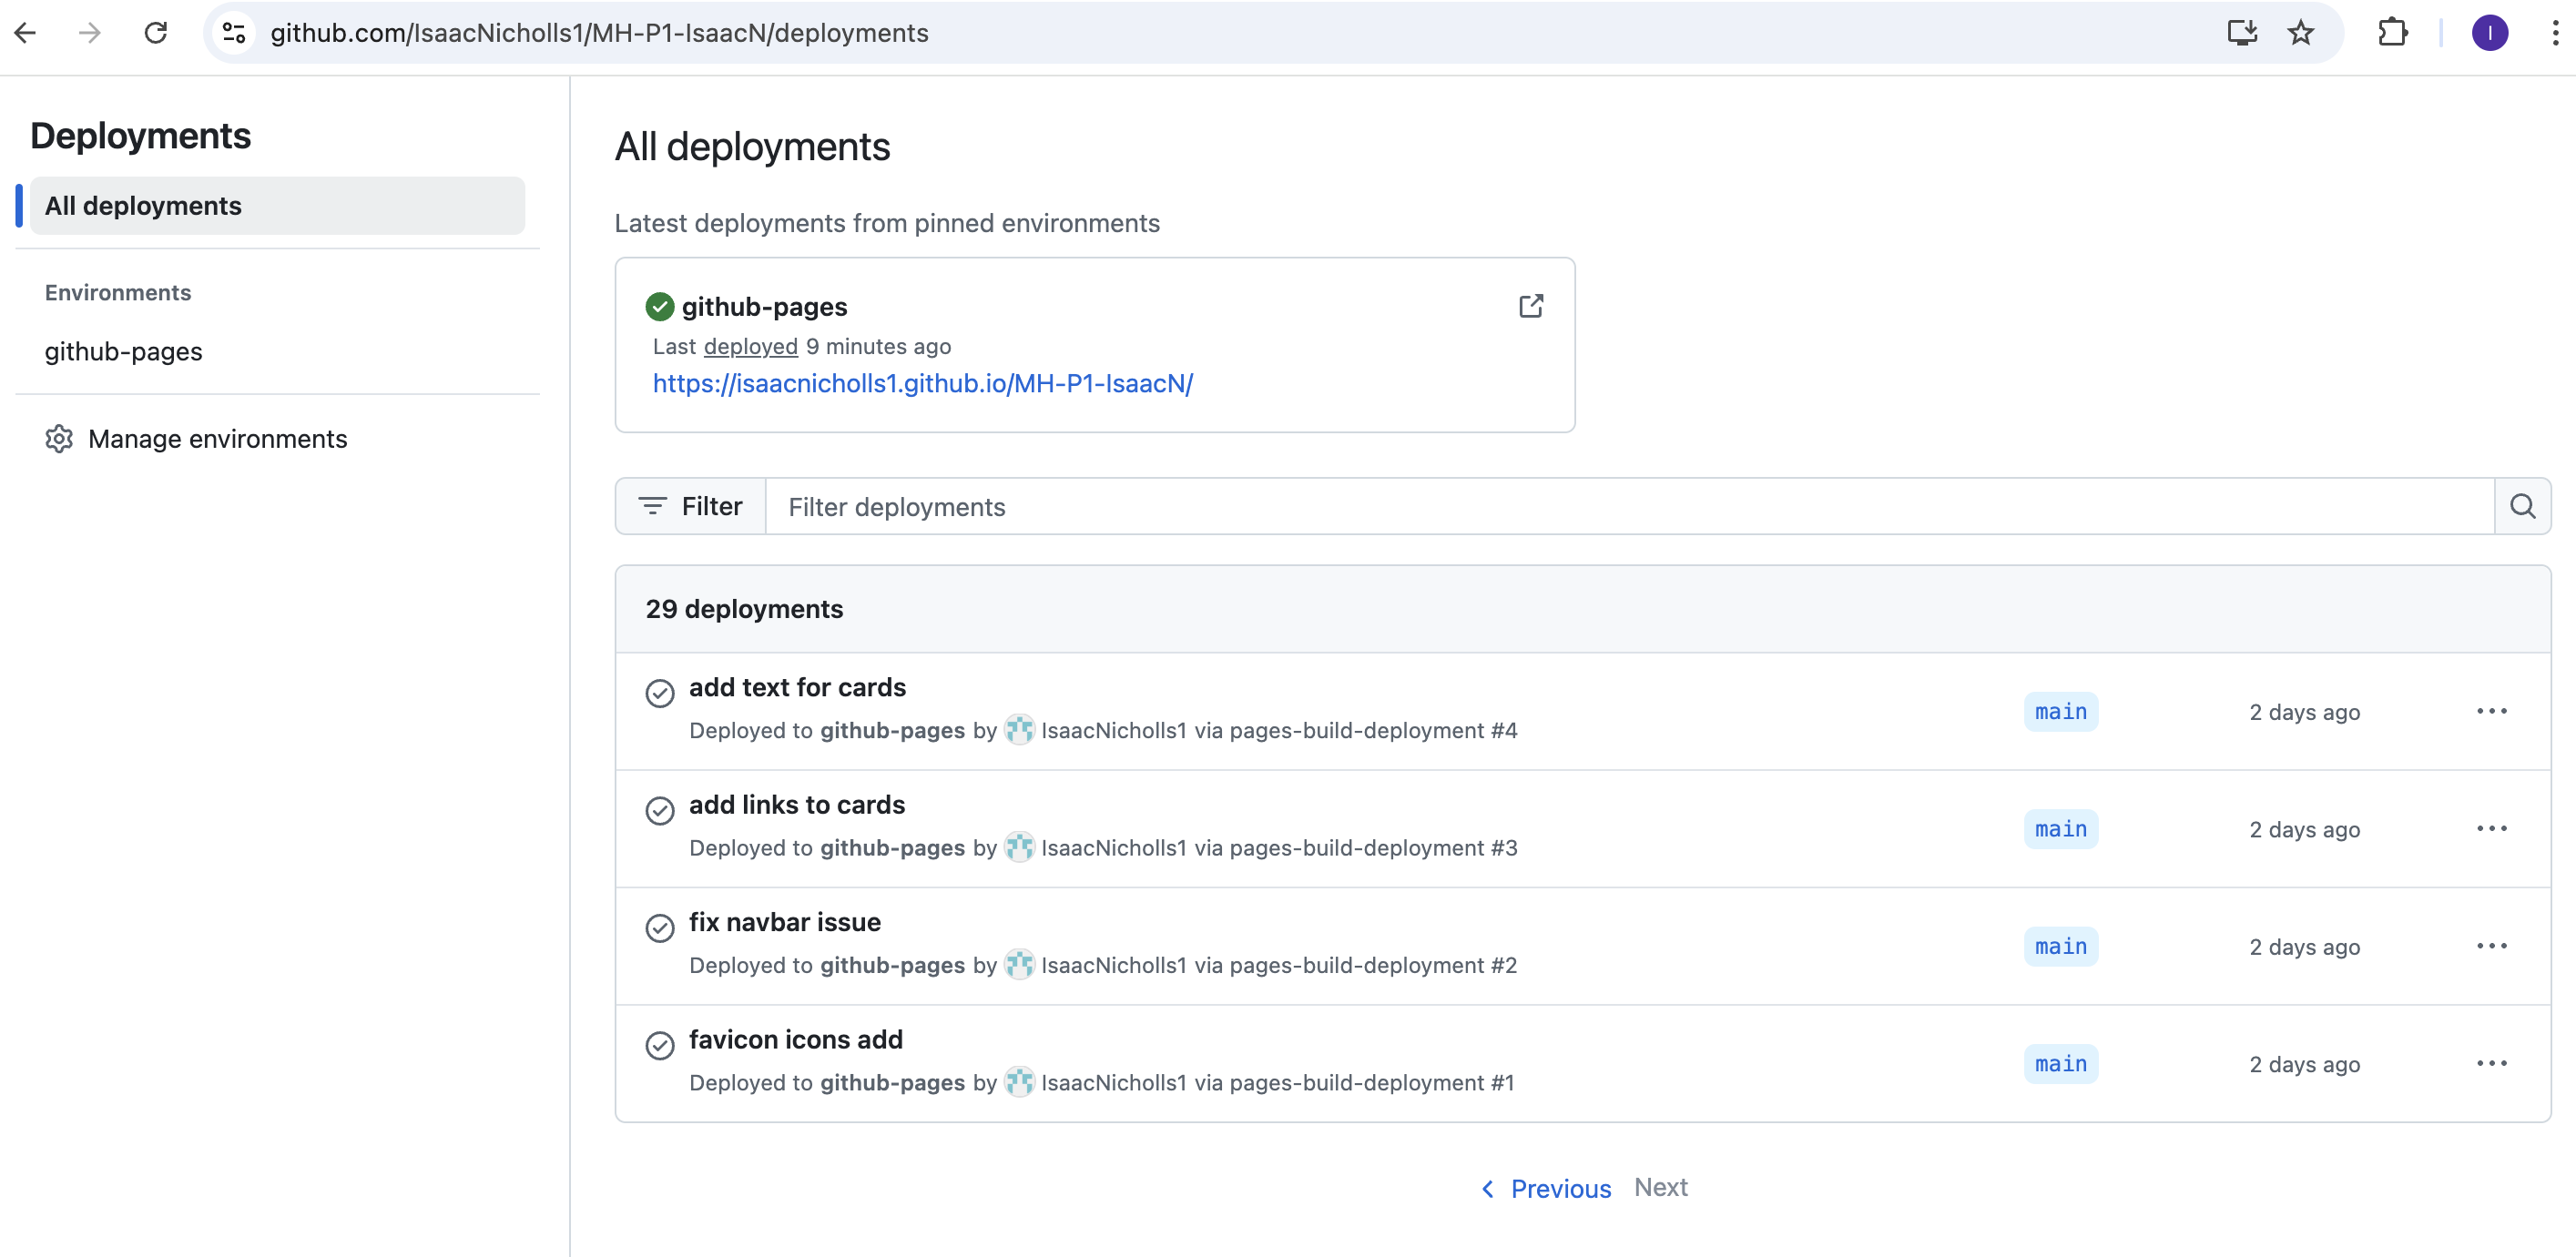 github.com/IsaacNicholls1/MH-P1-IsaacN/deployments
I
Deployments
All deployments
Environments
github-pages
Manage environments
All deployments
Latest deployments from pinned environments
github-pages
Last deployed 9 minutes ago
https://isaacnicholls1.github.io/MH-P1-IsaacN/
Filter
Filter deployments
29 deployments
add text for cards
Deployed to github-pages by IsaacNicholls1 via pages-build-deployment #4
main
2 days ago
add links to cards
Deployed to github-pages by IsaacNicholls1 via pages-build-deployment #3
main
2 days ago
fix navbar issue
Deployed to github-pages by IsaacNicholls1 via pages-build-deployment #2
main
2 days ago
favicon icons add
Deployed to github-pages by IsaacNicholls1 via pages-build-deployment #1
main
2 days ago
Previous Next